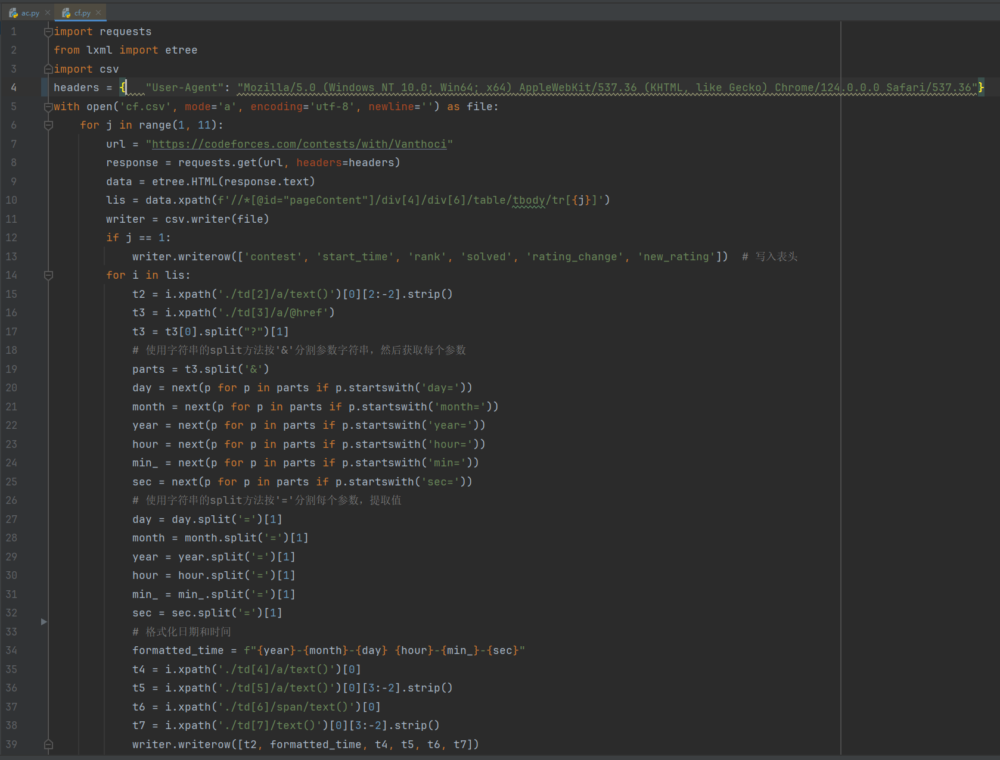 ac.py cf.py
1 import requests
2 from lxml import etree
3 import csv
4 headers = {   "User-Agent": "Mozilla/5.0 (Windows NT 10.0; Win64; x64) AppleWebKit/537.36 (KHTML, like Gecko) Chrome/124.0.0.0 Safari/537.36"}
5 with open('cf.csv', mode='a', encoding='utf-8', newline='') as file:
6     for j in range(1, 11):
7         url = "https://codeforces.com/contests/with/Vanthoci"
8         response = requests.get(url, headers=headers)
9         data = etree.HTML(response.text)
10         lis = data.xpath(f'//*[@id="pageContent"]/div[4]/div[6]/table/tbody/tr[{j}]')
11         writer = csv.writer(file)
12         if j == 1:
13             writer.writerow(['contest', 'start_time', 'rank', 'solved', 'rating_change', 'new_rating'])  # 写入表头
14         for i in lis:
15             t2 = i.xpath('./td[2]/a/text()')[0][2:-2].strip()
16             t3 = i.xpath('./td[3]/a/@href')
17             t3 = t3[0].split("?")[1]
18             # 使用字符串的split方法按'&'分割参数字符串，然后获取每个参数
19             parts = t3.split('&')
20             day = next(p for p in parts if p.startswith('day='))
21             month = next(p for p in parts if p.startswith('month='))
22             year = next(p for p in parts if p.startswith('year='))
23             hour = next(p for p in parts if p.startswith('hour='))
24             min_ = next(p for p in parts if p.startswith('min='))
25             sec = next(p for p in parts if p.startswith('sec='))
26             # 使用字符串的split方法按'='分割每个参数，提取值
27             day = day.split('=')[1]
28             month = month.split('=')[1]
29             year = year.split('=')[1]
30             hour = hour.split('=')[1]
31             min_ = min_.split('=')[1]
32             sec = sec.split('=')[1]
33             # 格式化日期和时间
34             formatted_time = f"{year}-{month}-{day} {hour}-{min_}-{sec}"
35             t4 = i.xpath('./td[4]/a/text()')[0]
36             t5 = i.xpath('./td[5]/a/text()')[0][3:-2].strip()
37             t6 = i.xpath('./td[6]/span/text()')[0]
38             t7 = i.xpath('./td[7]/text()')[0][3:-2].strip()
39             writer.writerow([t2, formatted_time, t4, t5, t6, t7])